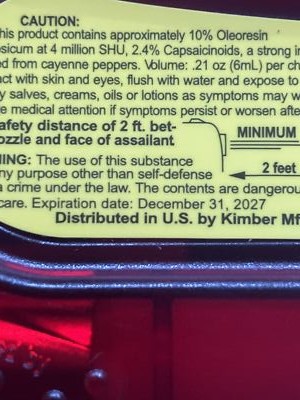 CAUTION:
his product contains approximately 10% Oleoresin
psicum at 4 million SHU, 2.4% Capsaicinoids, a strong in
ed from cayenne peppers. Volume: .21 oz (6mL) per ch
act with skin and eyes, flush with water and expose to
y salves, creams, oils or lotions as symptoms may w
re medical attention if symptoms persist or worsen afte
afety distance of 2 ft. bet-
ozzle and face of assailant
MINIMUM
2 feet
NING: The use of this substance
ny purpose other than self-defense
a crime under the law. The contents are dangerou
care. Expiration date: December 31, 2027
Distributed in U.S. by Kimber Mf